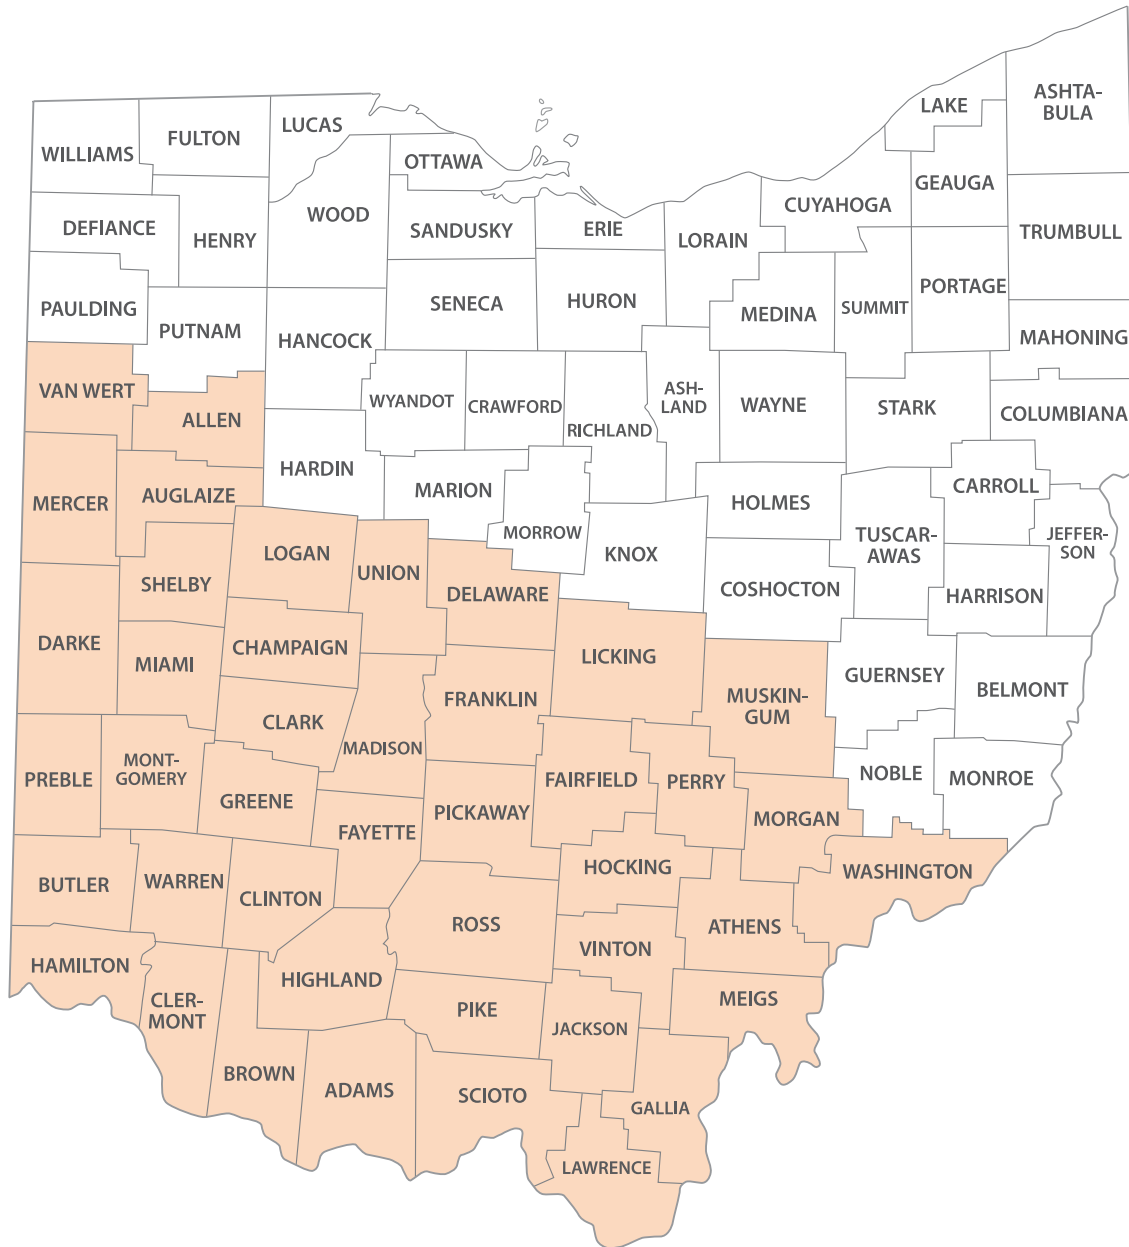 ASHTA-
BULA
LAKE
LUCAS
FULTON
WILLIAMS
OTTAWA
GEAUGA
CUYAHOGA
WOOD
DEFIANCE
HENRY
SANDUSKY
ERIE
LORAIN
TRUMBULL
PORTAGE
PAULDING
PUTNAM
SENECA
HURON
MEDINA
SUMMIT
HANCOCK
MAHONING
VAN WERT
ALLEN
WYANDOT
CRAWFORD
RICHLAND
ASH-
LAND
WAYNE
STARK
COLUMBIANA
HARDIN
MARION
MERCER
AUGLAIZE
HOLMES
CARROLL
MORROW
KNOX
TUSCAR-
AWAS
JEFFER-
SON
LOGAN
UNION
SHELBY
DELAWARE
COSHOCTON
HARRISON
DARKE
CHAMPAIGN
MIAMI
LICKING
GUERNSEY
BELMONT
FRANKLIN
MUSKIN-
GUM
CLARK
MADISON
MONT-
GOMERY
PREBLE
FAIRFIELD
PERRY
NOBLE
MONROE
GREENE
PICKAWAY
MORGAN
FAYETTE
HOCKING
WASHINGTON
BUTLER
WARREN
CLINTON
ROSS
ATHENS
VINTON
HAMILTON
HIGHLAND
MEIGS
CLER-
MONT
PIKE
JACKSON
BROWN
ADAMS
SCIOTO
GALLIA
LAWRENCE